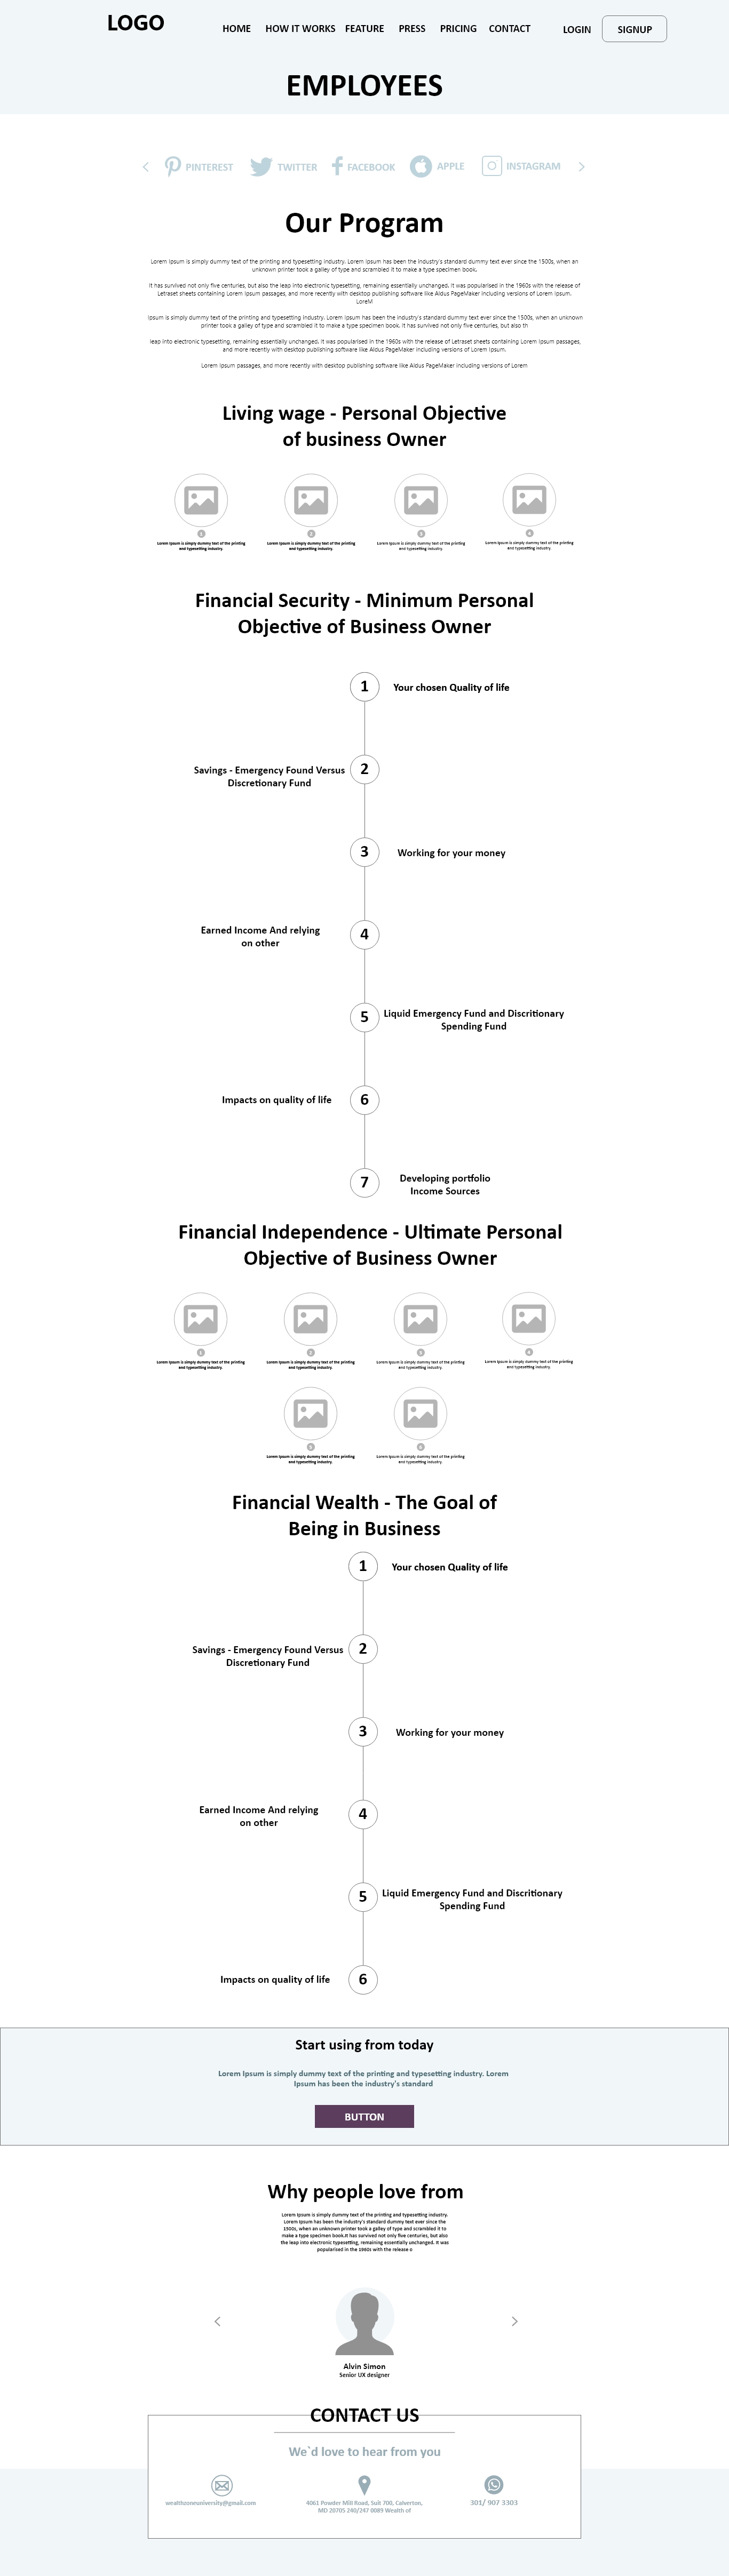 LOGO
HOME HOW IT WORKS FEATURE PRESS PRICING CONTACT LOGIN SIGNUP
EMPLOYEES
PINTEREST TWITTER FACEBOOK APPLE INSTAGRAM
Our Program
Lorem Ipsum is simply dummy text of the printing and typesetting industry. Lorem Ipsum has been the industry's standard dummy text ever since the 1500s, when an
unknown printer took a galley of type and scrambled it to make a type specimen book.
It has survived not only five centuries, but also the leap into electronic typesetting, remaining essentially unchanged. It was popularised in the 1960s with the release of
Letraset sheets containing Lorem Ipsum passages, and more recently with desktop publishing software like Aldus PageMaker including versions of Lorem Ipsum.
LoreM
Ipsum is simply dummy text of the printing and typesetting industry. Lorem Ipsum has been the industry's standard dummy text ever since the 1500s, when an unknown
printer took a galley of type and scrambled it to make a type specimen book. It has survived not only five centuries, but also th
leap into electronic typesetting, remaining essentially unchanged. It was popularised in the 1960s with the release of Letraset sheets containing Lorem Ipsum passages,
and more recently with desktop publishing software like Aldus PageMaker including versions of Lorem Ipsum.
Lorem Ipsum passages, and more recently with desktop publishing software like Aldus PageMaker including versions of Lorem
Living wage - Personal Objective
of business Owner
1 2 3 4
Lorem Ipsum is simply dummy text of the printing
and typesetting industry.
Lorem Ipsum is simply dummy text of the printing
and typesetting industry.
Lorem Ipsum is simply dummy text of the printing
and typesetting industry.
Lorem Ipsum is simply dummy text of the printing
and typesetting industry.
Financial Security - Minimum Personal
Objective of Business Owner
1 Your chosen Quality of life
Savings - Emergency Found Versus 2
Discretionary Fund
3 Working for your money
Earned Income And relying 4
on other
5 Liquid Emergency Fund and Discritionary
Spending Fund
Impacts on quality of life 6
7 Developing portfolio
Income Sources
Financial Independence - Ultimate Personal
Objective of Business Owner
1 2 3 4
Lorem Ipsum is simply dummy text of the printing
and typesetting industry.
Lorem Ipsum is simply dummy text of the printing
and typesetting industry.
Lorem Ipsum is simply dummy text of the printing
and typesetting industry.
Lorem Ipsum is simply dummy text of the printing
and typesetting industry.
5 6
Lorem Ipsum is simply dummy text of the printing
and typesetting industry.
Lorem Ipsum is simply dummy text of the printing
and typesetting industry.
Financial Wealth - The Goal of
Being in Business
1 Your chosen Quality of life
Savings - Emergency Found Versus 2
Discretionary Fund
3 Working for your money
Earned Income And relying 4
on other
5 Liquid Emergency Fund and Discritionary
Spending Fund
Impacts on quality of life 6
Start using from today
Lorem Ipsum is simply dummy text of the printing and typesetting industry. Lorem
Ipsum has been the industry's standard
BUTTON
Why people love from
Lorem Ipsum is simply dummy text of the printing and typesetting industry.
Lorem Ipsum has been the industry's standard dummy text ever since the
1500s, when an unknown printer took a galley of type and scrambled it to
make a type specimen book.It has survived not only five centuries, but also
the leap into electronic typesetting, remaining essentially unchanged. It was
popularised in the 1960s with the release o
Alvin Simon
Senior UX designer
CONTACT US
We`d love to hear from you
wealthzoneuniversity@gmail.com
4061 Powder Mill Road, Suit 700, Calverton,
MD 20705 240/247 0089 Wealth of
301/ 907 3303